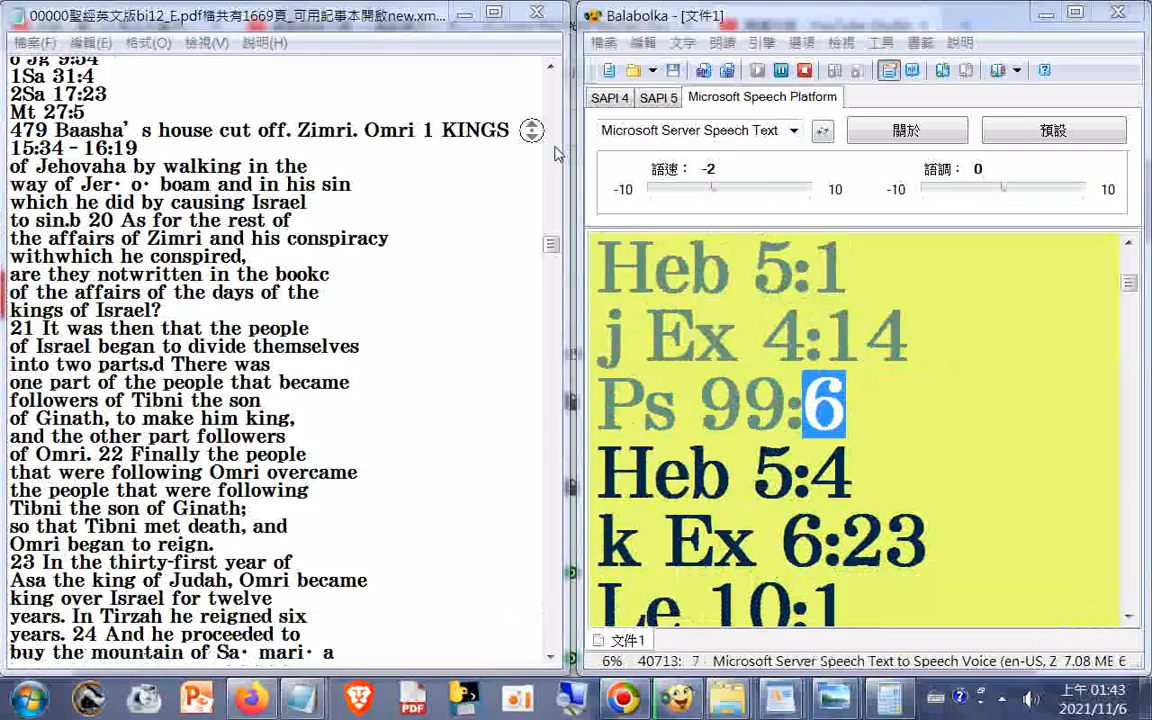 00000聖經英文版bi12_E.pdf檔共有1669頁_可用記事本開啟new.xm...
檔案(F) 編輯(E) 格式(O) 檢視(V) 說明(H)
o Jg 9:54
1Sa 31:4
2Sa 17:23
Mt 27:5
479 Baasha’s house cut off. Zimri. Omri 1 KINGS
15:34–16:19
of Jehovaha by walking in the
way of Jer·o·boam and in his sin
which he did by causing Israel
to sin.b 20 As for the rest of
the affairs of Zimri and his conspiracy
withwhich he conspired,
are they notwritten in the bookc
of the affairs of the days of the
kings of Israel?
21 It was then that the people
of Israel began to divide themselves
into two parts.d There was
one part of the people that became
followers of Tibni the son
of Ginath, to make him king,
and the other part followers
of Omri. 22 Finally the people
that were following Omri overcame
the people that were following
Tibni the son of Ginath;
so that Tibni met death, and
Omri began to reign.
23 In the thirty-first year of
Asa the king of Judah, Omri became
king over Israel for twelve
years. In Tirzah he reigned six
years. 24 And he proceeded to
buy the mountain of Sa·mari·a
Balabolka - [文件1]
檔案 編輯 文字 朗讀 引擎 選項 檢視 工具 書籤 說明
SAPI 4 SAPI 5 Microsoft Speech Platform
Microsoft Server Speech Text 關於 預設
語速: -2 語調: 0
-10 10 -10 10
Heb 5:1
j Ex 4:14
Ps 99:6
Heb 5:4
k Ex 6:23
Le 10:1
文件1
6% 40713: 7 Microsoft Server Speech Text to Speech Voice (en-US, 2 7.08 MB 6
上午 01:43
2021/11/6